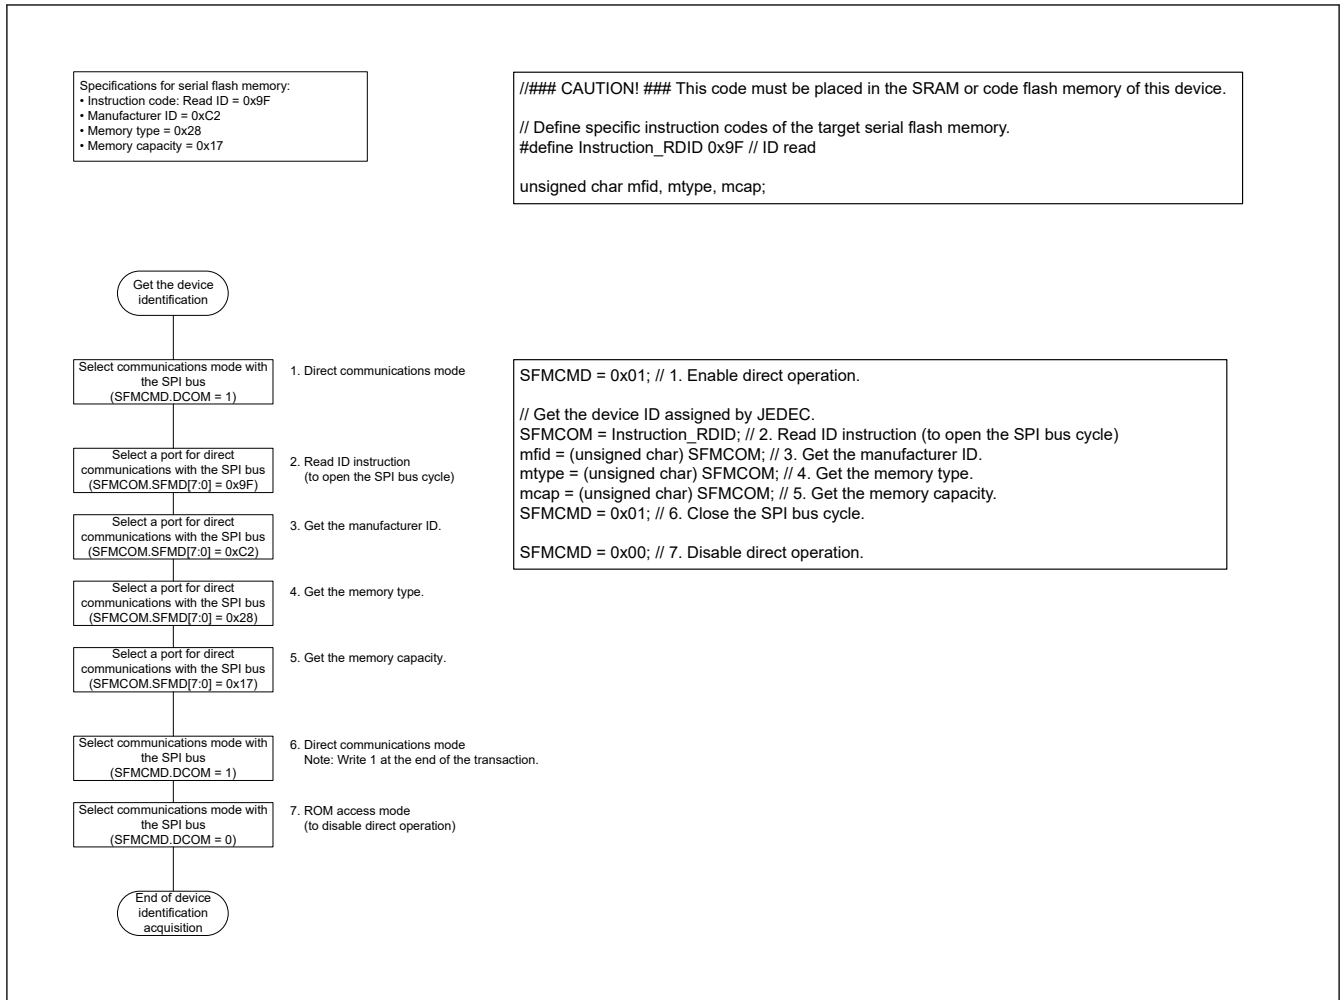 Specifications for serial flash memory:
• Instruction code: Read ID = 0x9F
• Manufacturer ID = 0xC2
• Memory type = 0x28
• Memory capacity = 0x17
//### CAUTION! ### This code must be placed in the SRAM or code flash memory of this device.
// Define specific instruction codes of the target serial flash memory.
#define Instruction_RDID 0x9F // ID read
unsigned char mfid, mtype, mcap;
Get the device
identification
Select communications mode with
the SPI bus
(SFMCMD.DCOM = 1)
1. Direct communications mode
Select a port for direct
communications with the SPI bus
(SFMCOM.SFMD[7:0] = 0x9F)
2. Read ID instruction
(to open the SPI bus cycle)
Select a port for direct
communications with the SPI bus
(SFMCOM.SFMD[7:0] = 0xC2)
3. Get the manufacturer ID.
Select a port for direct
communications with the SPI bus
(SFMCOM.SFMD[7:0] = 0x28)
4. Get the memory type.
Select a port for direct
communications with the SPI bus
(SFMCOM.SFMD[7:0] = 0x17)
5. Get the memory capacity.
Select communications mode with
the SPI bus
(SFMCMD.DCOM = 1)
6. Direct communications mode
Note: Write 1 at the end of the transaction.
Select communications mode with
the SPI bus
(SFMCMD.DCOM = 0)
7. ROM access mode
(to disable direct operation)
End of device
identification
acquisition
SFMCMD = 0x01; // 1. Enable direct operation.
// Get the device ID assigned by JEDEC.
SFMCOM = Instruction_RDID; // 2. Read ID instruction (to open the SPI bus cycle)
mfid = (unsigned char) SFMCOM; // 3. Get the manufacturer ID.
mtype = (unsigned char) SFMCOM; // 4. Get the memory type.
mcap = (unsigned char) SFMCOM; // 5. Get the memory capacity.
SFMCMD = 0x01; // 6. Close the SPI bus cycle.
SFMCMD = 0x00; // 7. Disable direct operation.